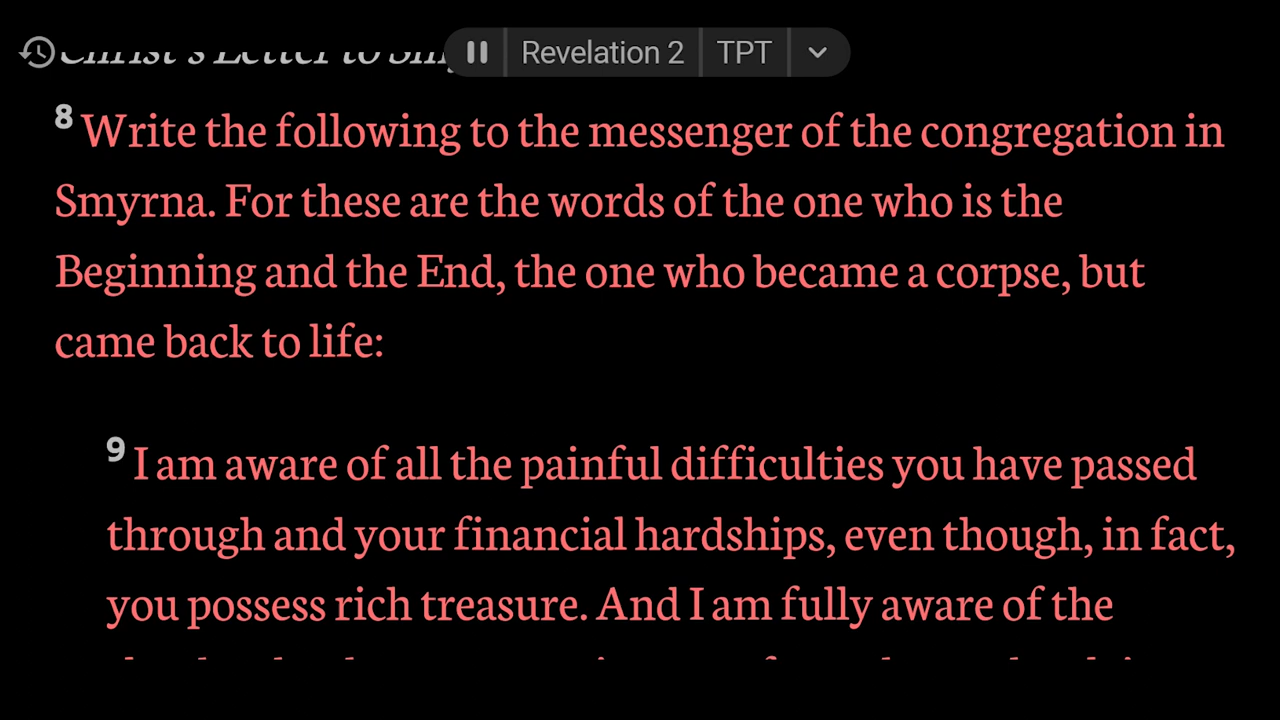 Revelation 2 TPT
8 Write the following to the messenger of the congregation in
Smyrna. For these are the words of the one who is the
Beginning and the End, the one who became a corpse, but
came back to life:
9 I am aware of all the painful difficulties you have passed
through and your financial hardships, even though, in fact,
you possess rich treasure. And I am fully aware of the